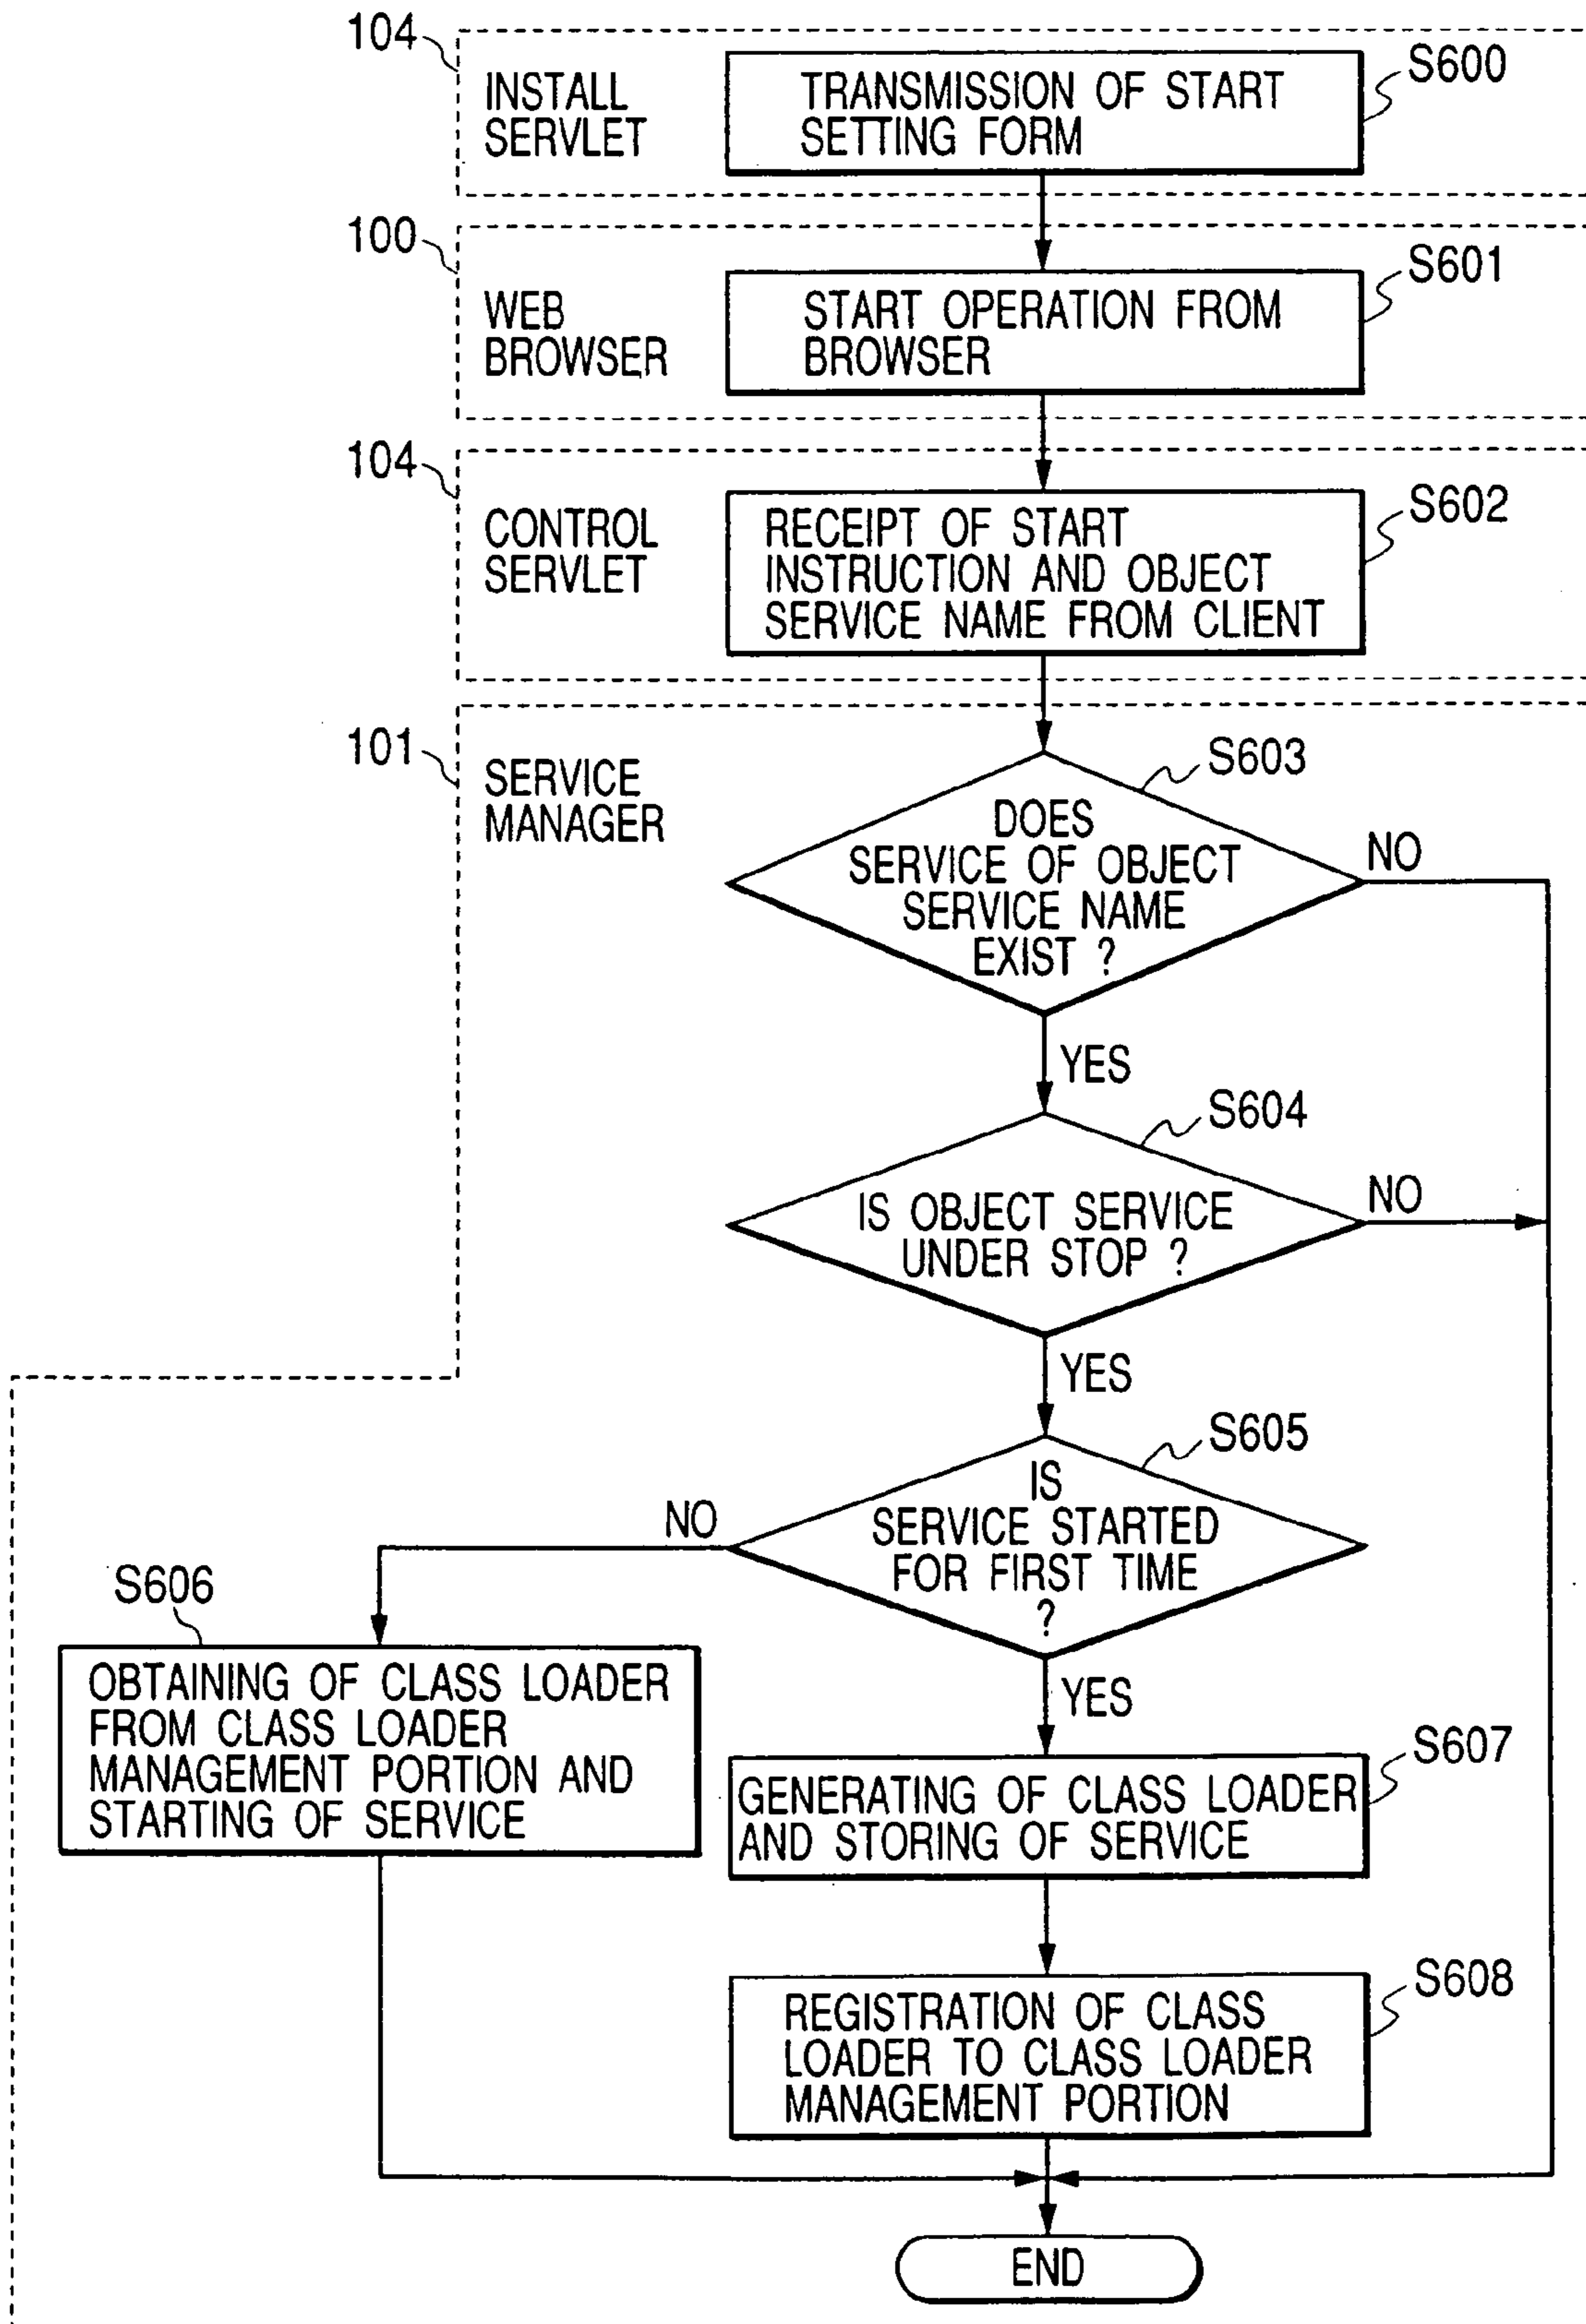 104
INSTALL
SERVLET
TRANSMISSION OF START
SETTING FORM
S600
100
WEB
BROWSER
START OPERATION FROM
BROWSER
S601
104
CONTROL
SERVLET
RECEIPT OF START
INSTRUCTION AND OBJECT
SERVICE NAME FROM CLIENT
S602
101
SERVICE
MANAGER
S603
DOES
SERVICE OF OBJECT
SERVICE NAME
EXIST ?
NO
YES
S604
IS OBJECT SERVICE
UNDER STOP ?
NO
YES
S605
IS
SERVICE STARTED
FOR FIRST TIME
?
NO
YES
S606
OBTAINING OF CLASS LOADER
FROM CLASS LOADER
MANAGEMENT PORTION AND
STARTING OF SERVICE
S607
GENERATING OF CLASS LOADER
AND STORING OF SERVICE
S608
REGISTRATION OF CLASS
LOADER TO CLASS LOADER
MANAGEMENT PORTION
END